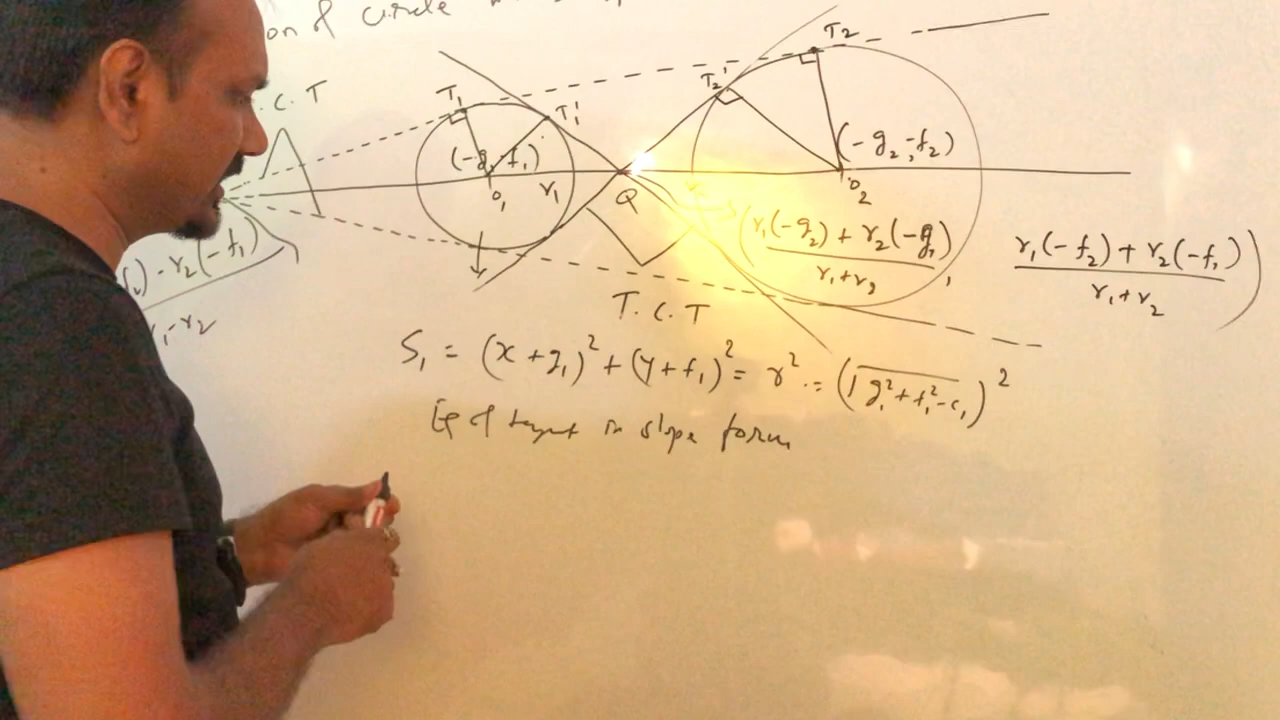 on of circle
. C. T
T₁
T₁'
T₂'
T₂
(-g₁, -f₁)
(-g₂, -f₂)
O₁
r₁
Q
O₂
) - r₂(-f₁)
r₁-r₂
(r₁(-g₂) + r₂(-g₁) / r₁+r₂ , r₁(-f₂) + r₂(-f₁) / r₁+r₂)
T. C. T
S₁ = (x+g₁)² + (y+f₁)² = r² = (√g₁²+f₁²-c₁)²
Eq of tangent in slope form